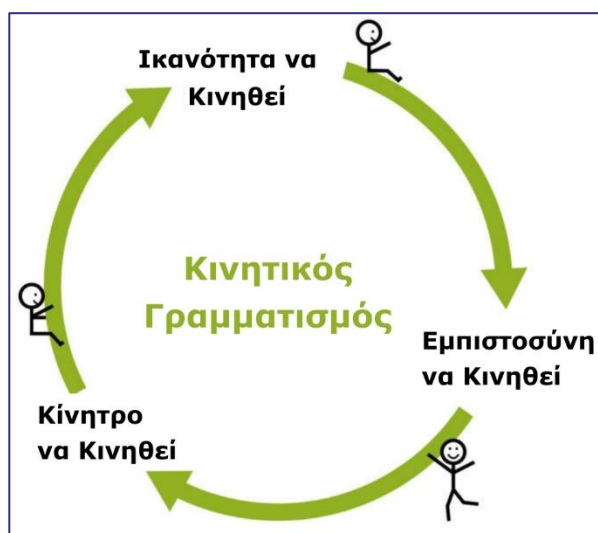 Ικανότητα να
Κινηθεί
Κινητικός
Γραμματισμός
Εμπιστοσύνη
να Κινηθεί
Κίνητρο
να Κινηθεί